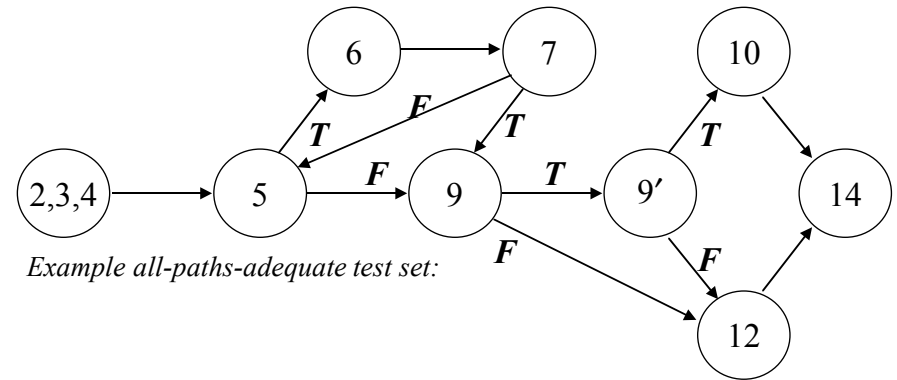 6 7 10
F
T T T
2,3,4 5 F 9 T 9′ 14
Example all-paths-adequate test set: F F
12